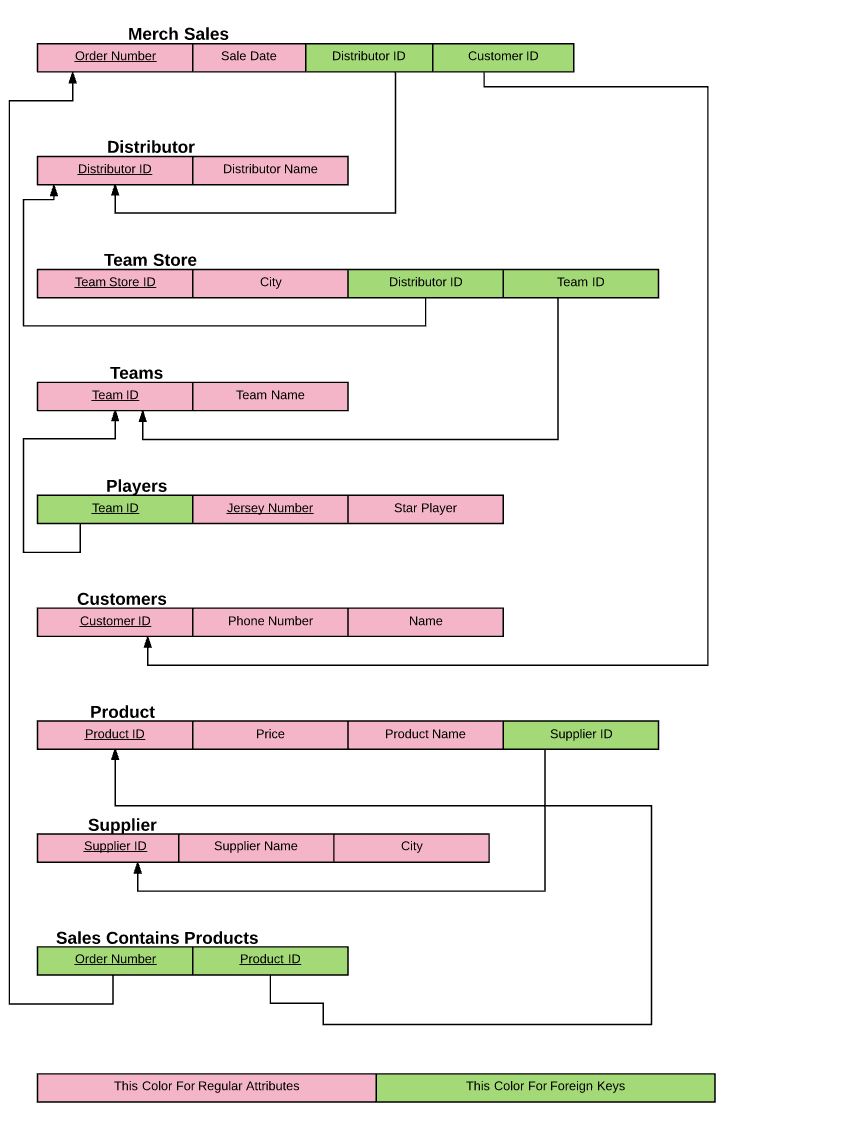 Merch Sales
Order Number Sale Date Distributor ID Customer ID
Distributor
Distributor ID Distributor Name
Team Store
Team Store ID City Distributor ID Team ID
Teams
Team ID Team Name
Players
Team ID Jersey Number Star Player
Customers
Customer ID Phone Number Name
Product
Product ID Price Product Name Supplier ID
Supplier
Supplier ID Supplier Name City
Sales Contains Products
Order Number Product ID
This Color For Regular Attributes This Color For Foreign Keys